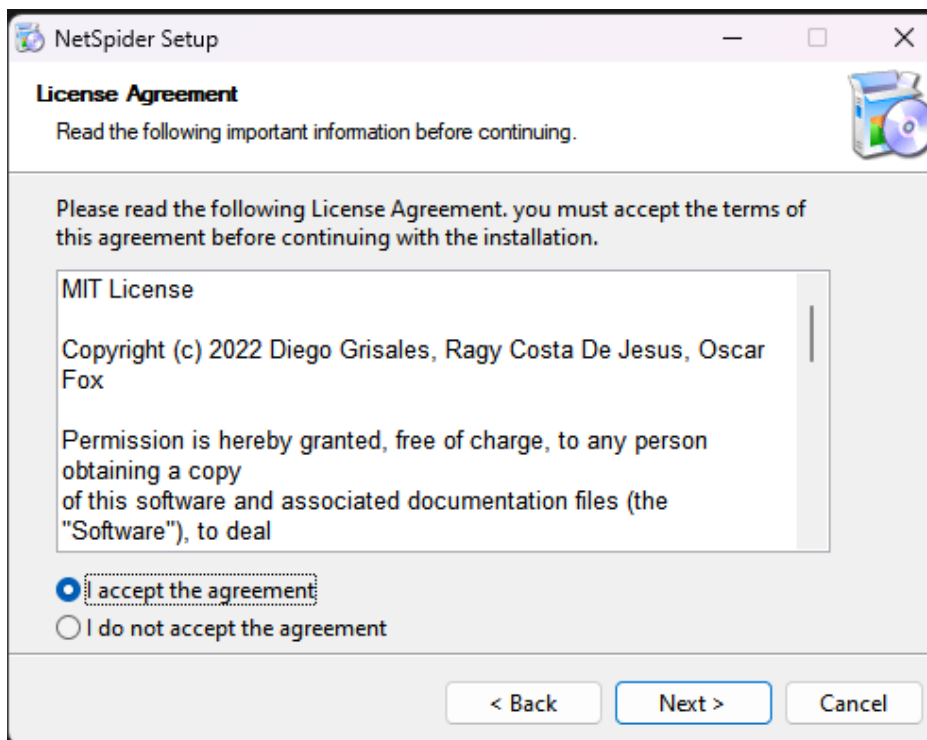 NetSpider Setup
License Agreement
Read the following important information before continuing.
Please read the following License Agreement. you must accept the terms of
this agreement before continuing with the installation.
MIT License
Copyright (c) 2022 Diego Grisales, Ragy Costa De Jesus, Oscar
Fox
Permission is hereby granted, free of charge, to any person
obtaining a copy
of this software and associated documentation files (the
"Software"), to deal
I accept the agreement
I do not accept the agreement
< Back
Next >
Cancel